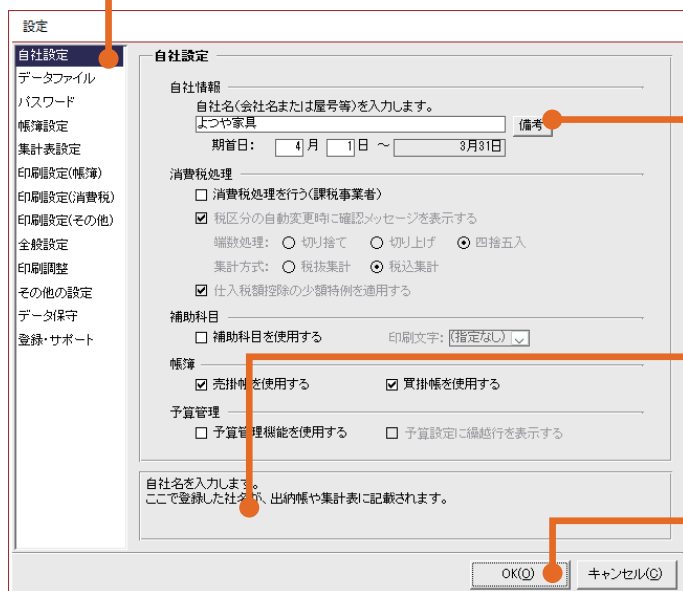 設定
自社設定
データファイル
パスワード
帳簿設定
集計表設定
印刷設定(帳簿)
印刷設定(消費税)
印刷設定(その他)
全般設定
印刷調整
その他の設定
データ保守
登録・サポート
自社設定
自社情報
自社名(会社名または屋号等)を入力します。
よつや家具 備考
期首日: 4 月 1 日 ～ 3月31日
消費税処理
消費税処理を行う(課税事業者)
税区分の自動変更時に確認メッセージを表示する
端数処理: 切り捨て 切り上げ 四捨五入
集計方式: 税抜集計 税込集計
仕入税額控除の少額特例を適用する
補助科目
補助科目を使用する 印刷文字: (指定なし)
帳簿
売掛帳を使用する 買掛帳を使用する
予算管理
予算管理機能を使用する 予算設定に繰越行を表示する
自社名を入力します。
ここで登録した社名が、出納帳や集計表に記載されます。
OK(O) キャンセル(C)